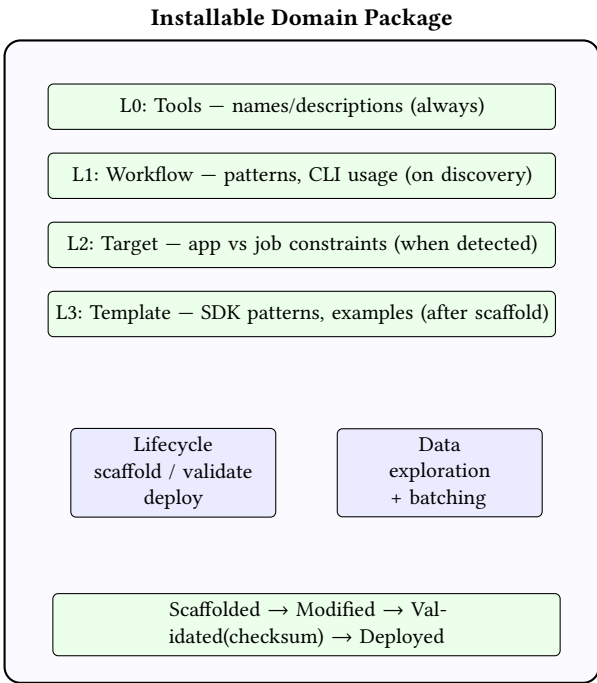 Installable Domain Package
L0: Tools — names/descriptions (always)
L1: Workflow — patterns, CLI usage (on discovery)
L2: Target — app vs job constraints (when detected)
L3: Template — SDK patterns, examples (after scaffold)
Lifecycle
scaffold / validate
deploy
Data
exploration
+ batching
Scaffolded → Modified → Val-
idated(checksum) → Deployed